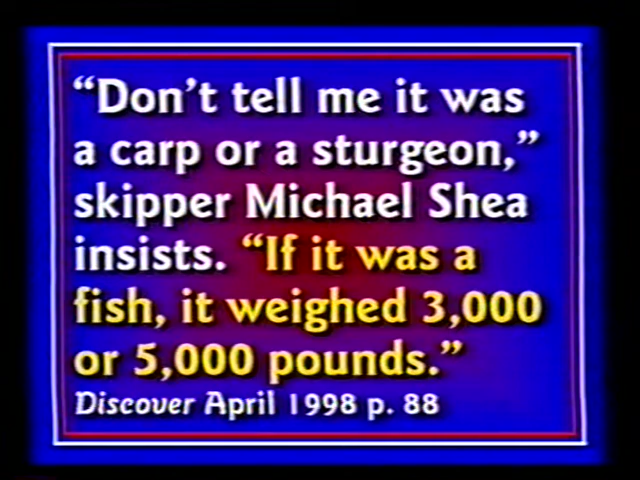 “Don’t tell me it was
a carp or a sturgeon,”
skipper Michael Shea
insists. “If it was a
fish, it weighed 3,000
or 5,000 pounds.”
Discover April 1998 p. 88